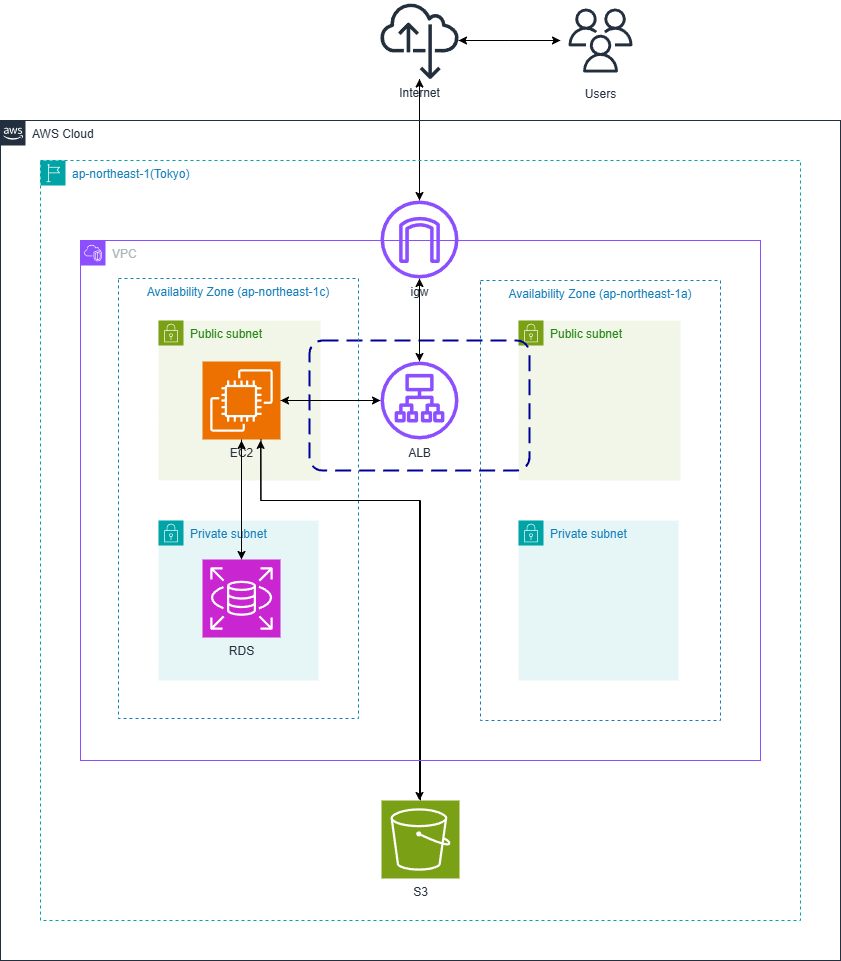 Internet
Users
aws
AWS Cloud
ap-northeast-1(Tokyo)
VPC
igw
Availability Zone (ap-northeast-1c)
Availability Zone (ap-northeast-1a)
Public subnet
Public subnet
EC2
ALB
Private subnet
Private subnet
RDS
S3